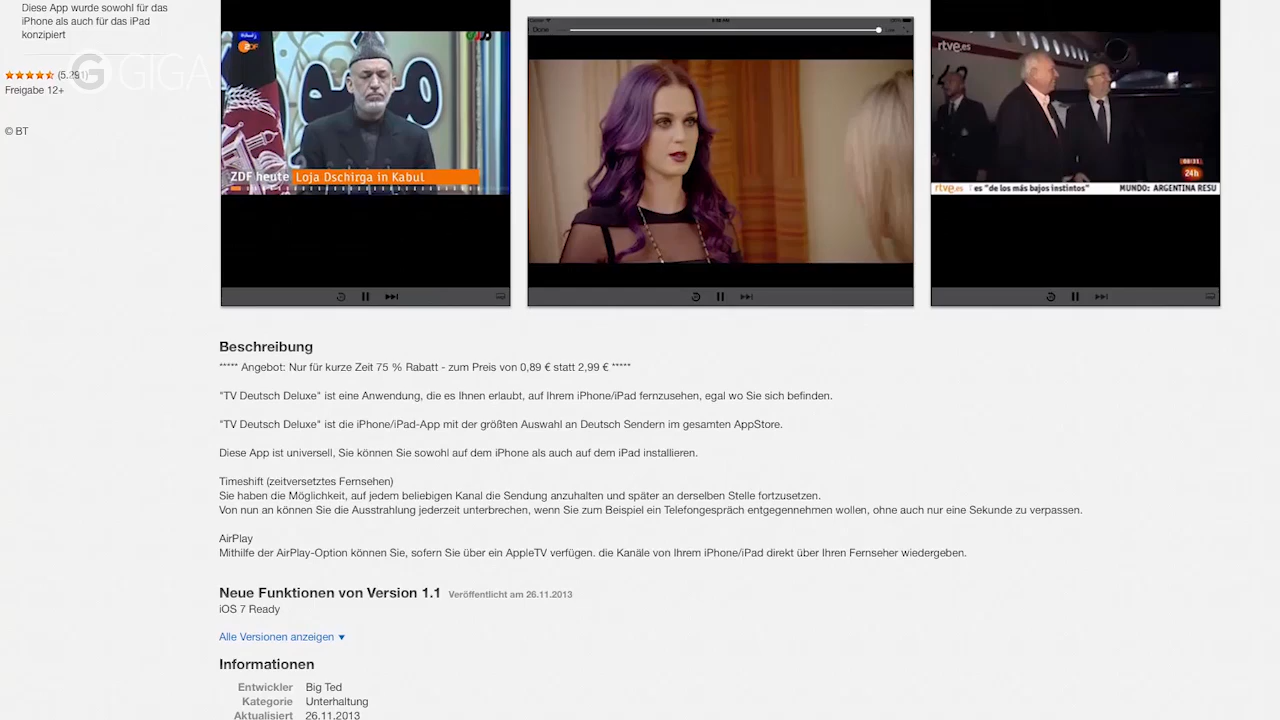 Diese App wurde sowohl für das
iPhone als auch für das iPad
konzipiert
(5.291)
Freigabe 12+
© BT
GIGA
ZDF
ZDF heute Loja Dschirga in Kabul
Done
Live
rtve.es
24h
rtve.es es "de los más bajos instintos" MUNDO: ARGENTINA RESU
Beschreibung
***** Angebot: Nur für kurze Zeit 75 % Rabatt - zum Preis von 0,89 € statt 2,99 € *****
"TV Deutsch Deluxe" ist eine Anwendung, die es Ihnen erlaubt, auf Ihrem iPhone/iPad fernzusehen, egal wo Sie sich befinden.
"TV Deutsch Deluxe" ist die iPhone/iPad-App mit der größten Auswahl an Deutsch Sendern im gesamten AppStore.
Diese App ist universell, Sie können Sie sowohl auf dem iPhone als auch auf dem iPad installieren.
Timeshift (zeitversetztes Fernsehen)
Sie haben die Möglichkeit, auf jedem beliebigen Kanal die Sendung anzuhalten und später an derselben Stelle fortzusetzen.
Von nun an können Sie die Ausstrahlung jederzeit unterbrechen, wenn Sie zum Beispiel ein Telefongespräch entgegennehmen wollen, ohne auch nur eine Sekunde zu verpassen.
AirPlay
Mithilfe der AirPlay-Option können Sie, sofern Sie über ein AppleTV verfügen. die Kanäle von Ihrem iPhone/iPad direkt über Ihren Fernseher wiedergeben.
Neue Funktionen von Version 1.1 Veröffentlicht am 26.11.2013
iOS 7 Ready
Alle Versionen anzeigen
Informationen
Entwickler Big Ted
Kategorie Unterhaltung
Aktualisiert 26.11.2013